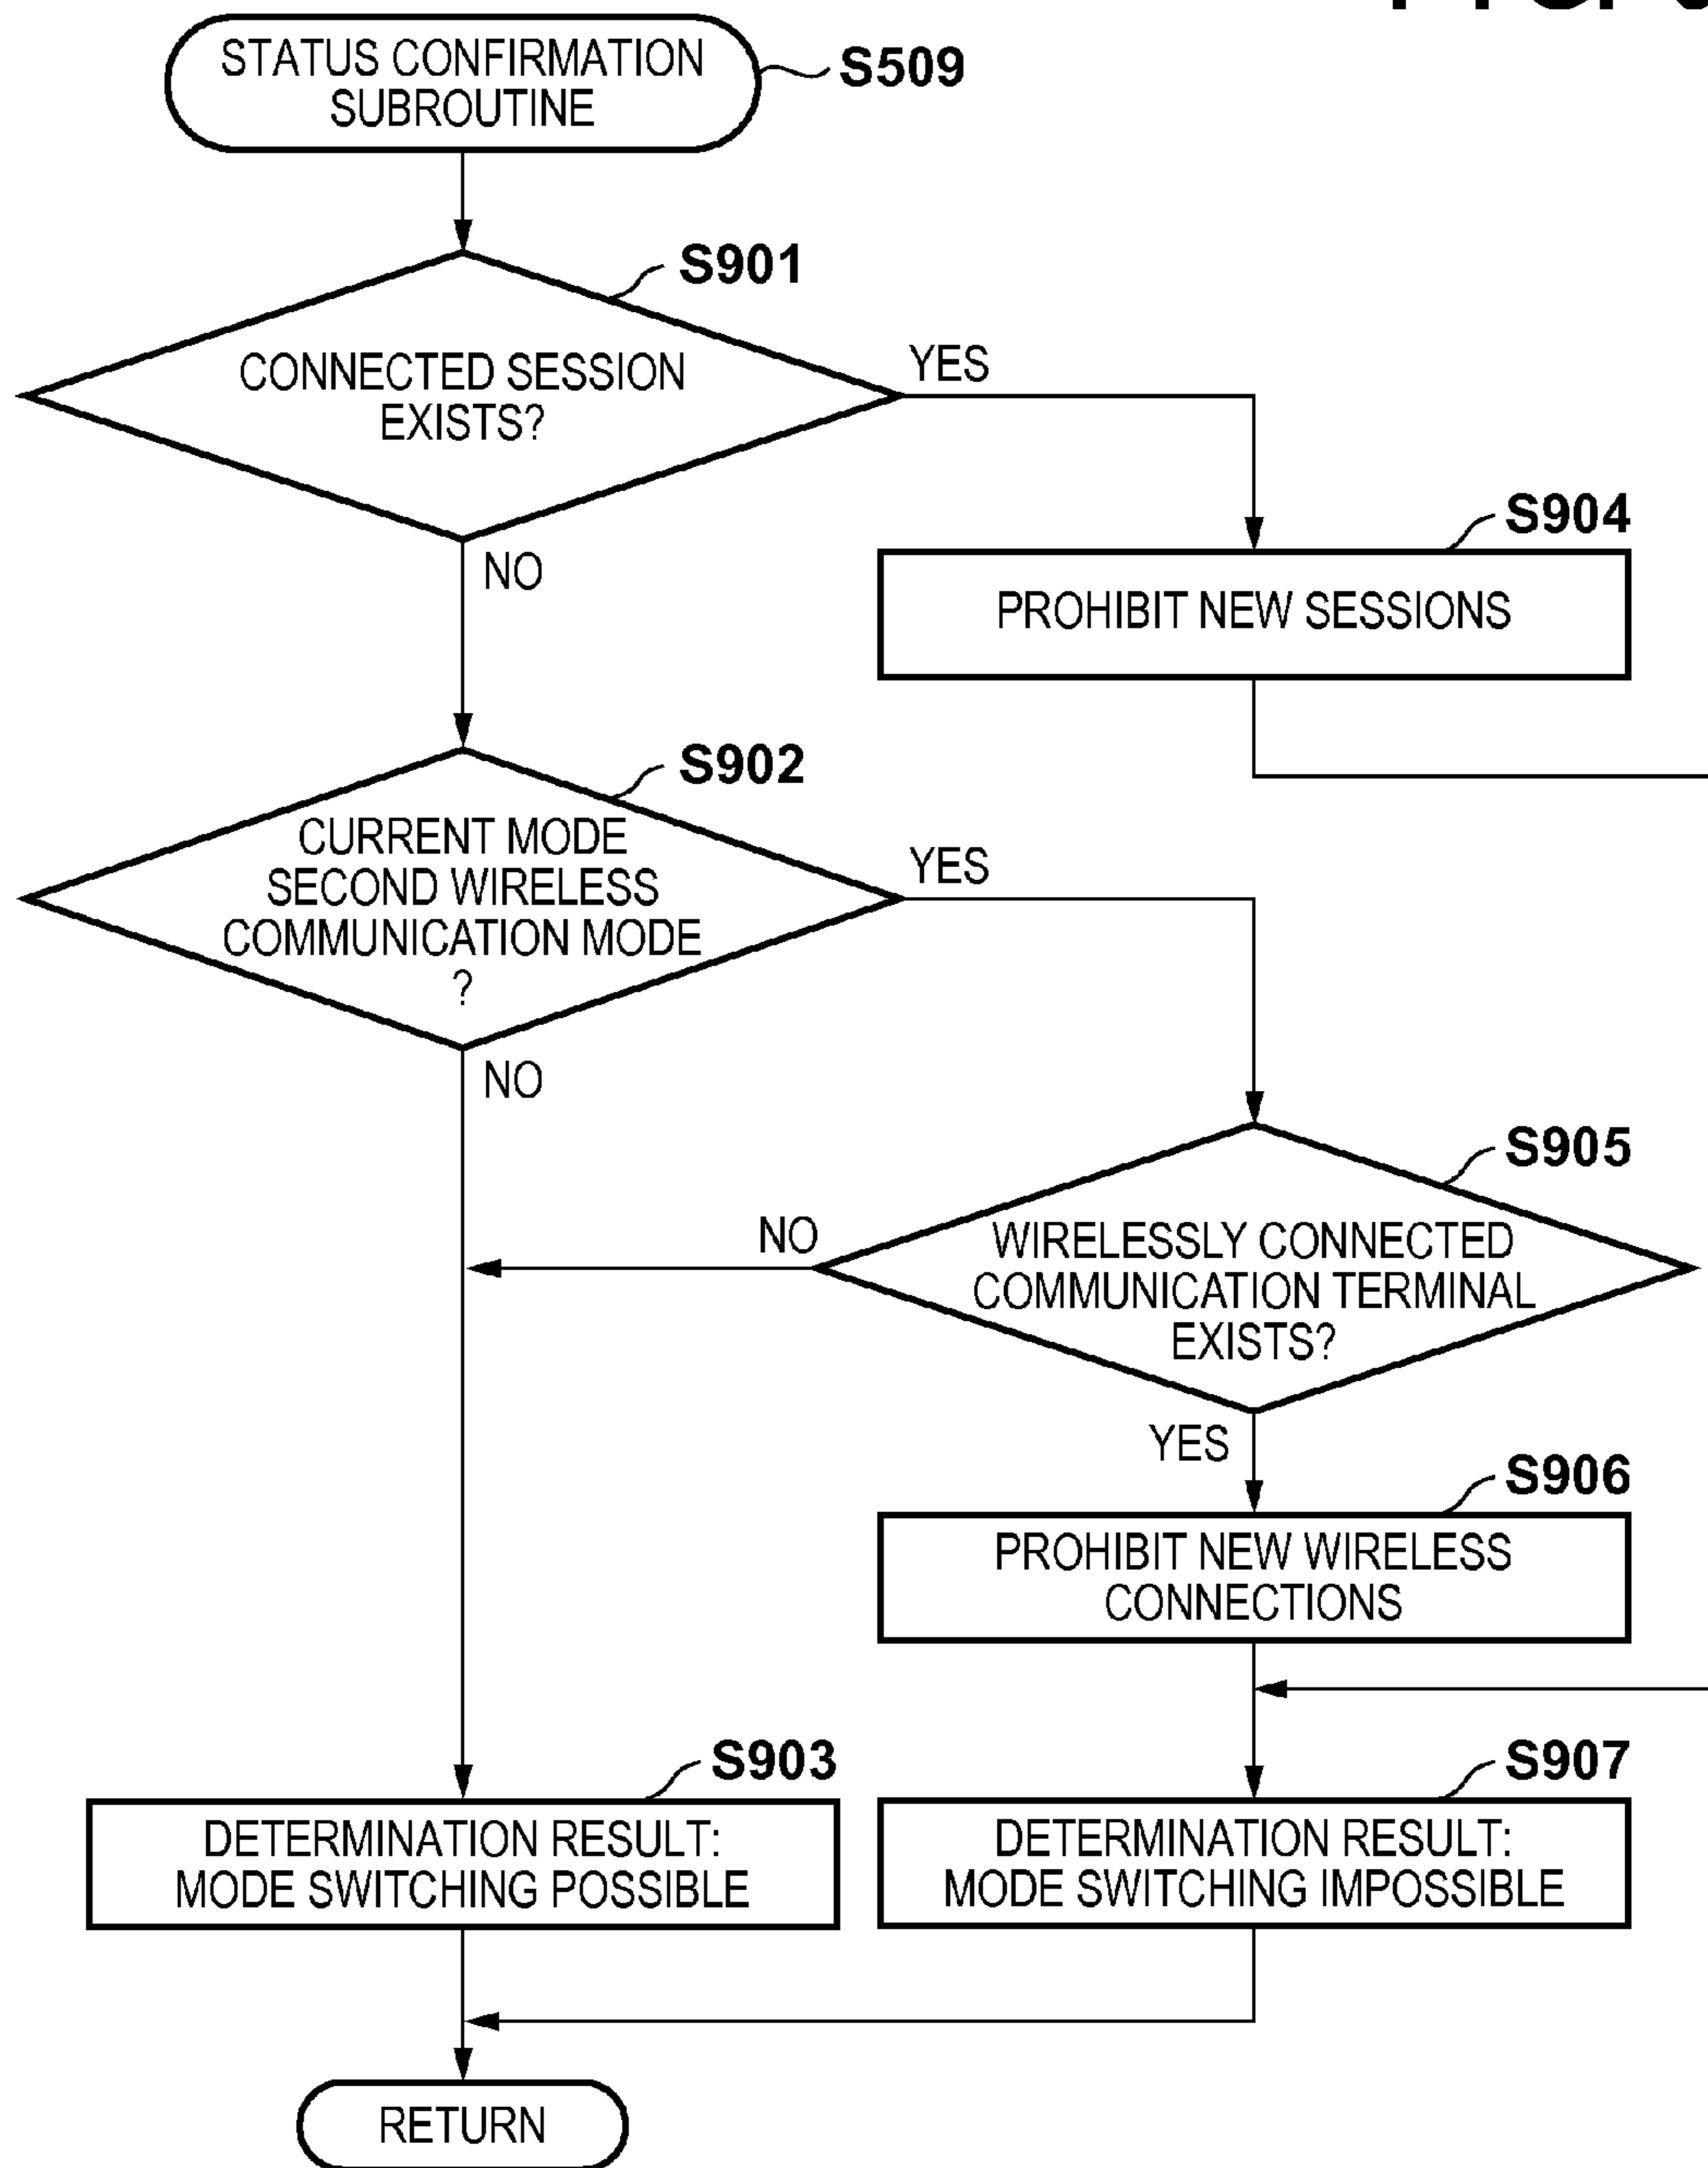 STATUS CONFIRMATION
SUBROUTINE
S509
S901
CONNECTED SESSION
EXISTS?
YES
NO
S904
PROHIBIT NEW SESSIONS
S902
CURRENT MODE
SECOND WIRELESS
COMMUNICATION MODE
?
YES
NO
S905
WIRELESSLY CONNECTED
COMMUNICATION TERMINAL
EXISTS?
NO
YES
S906
PROHIBIT NEW WIRELESS
CONNECTIONS
S903
DETERMINATION RESULT:
MODE SWITCHING POSSIBLE
S907
DETERMINATION RESULT:
MODE SWITCHING IMPOSSIBLE
RETURN